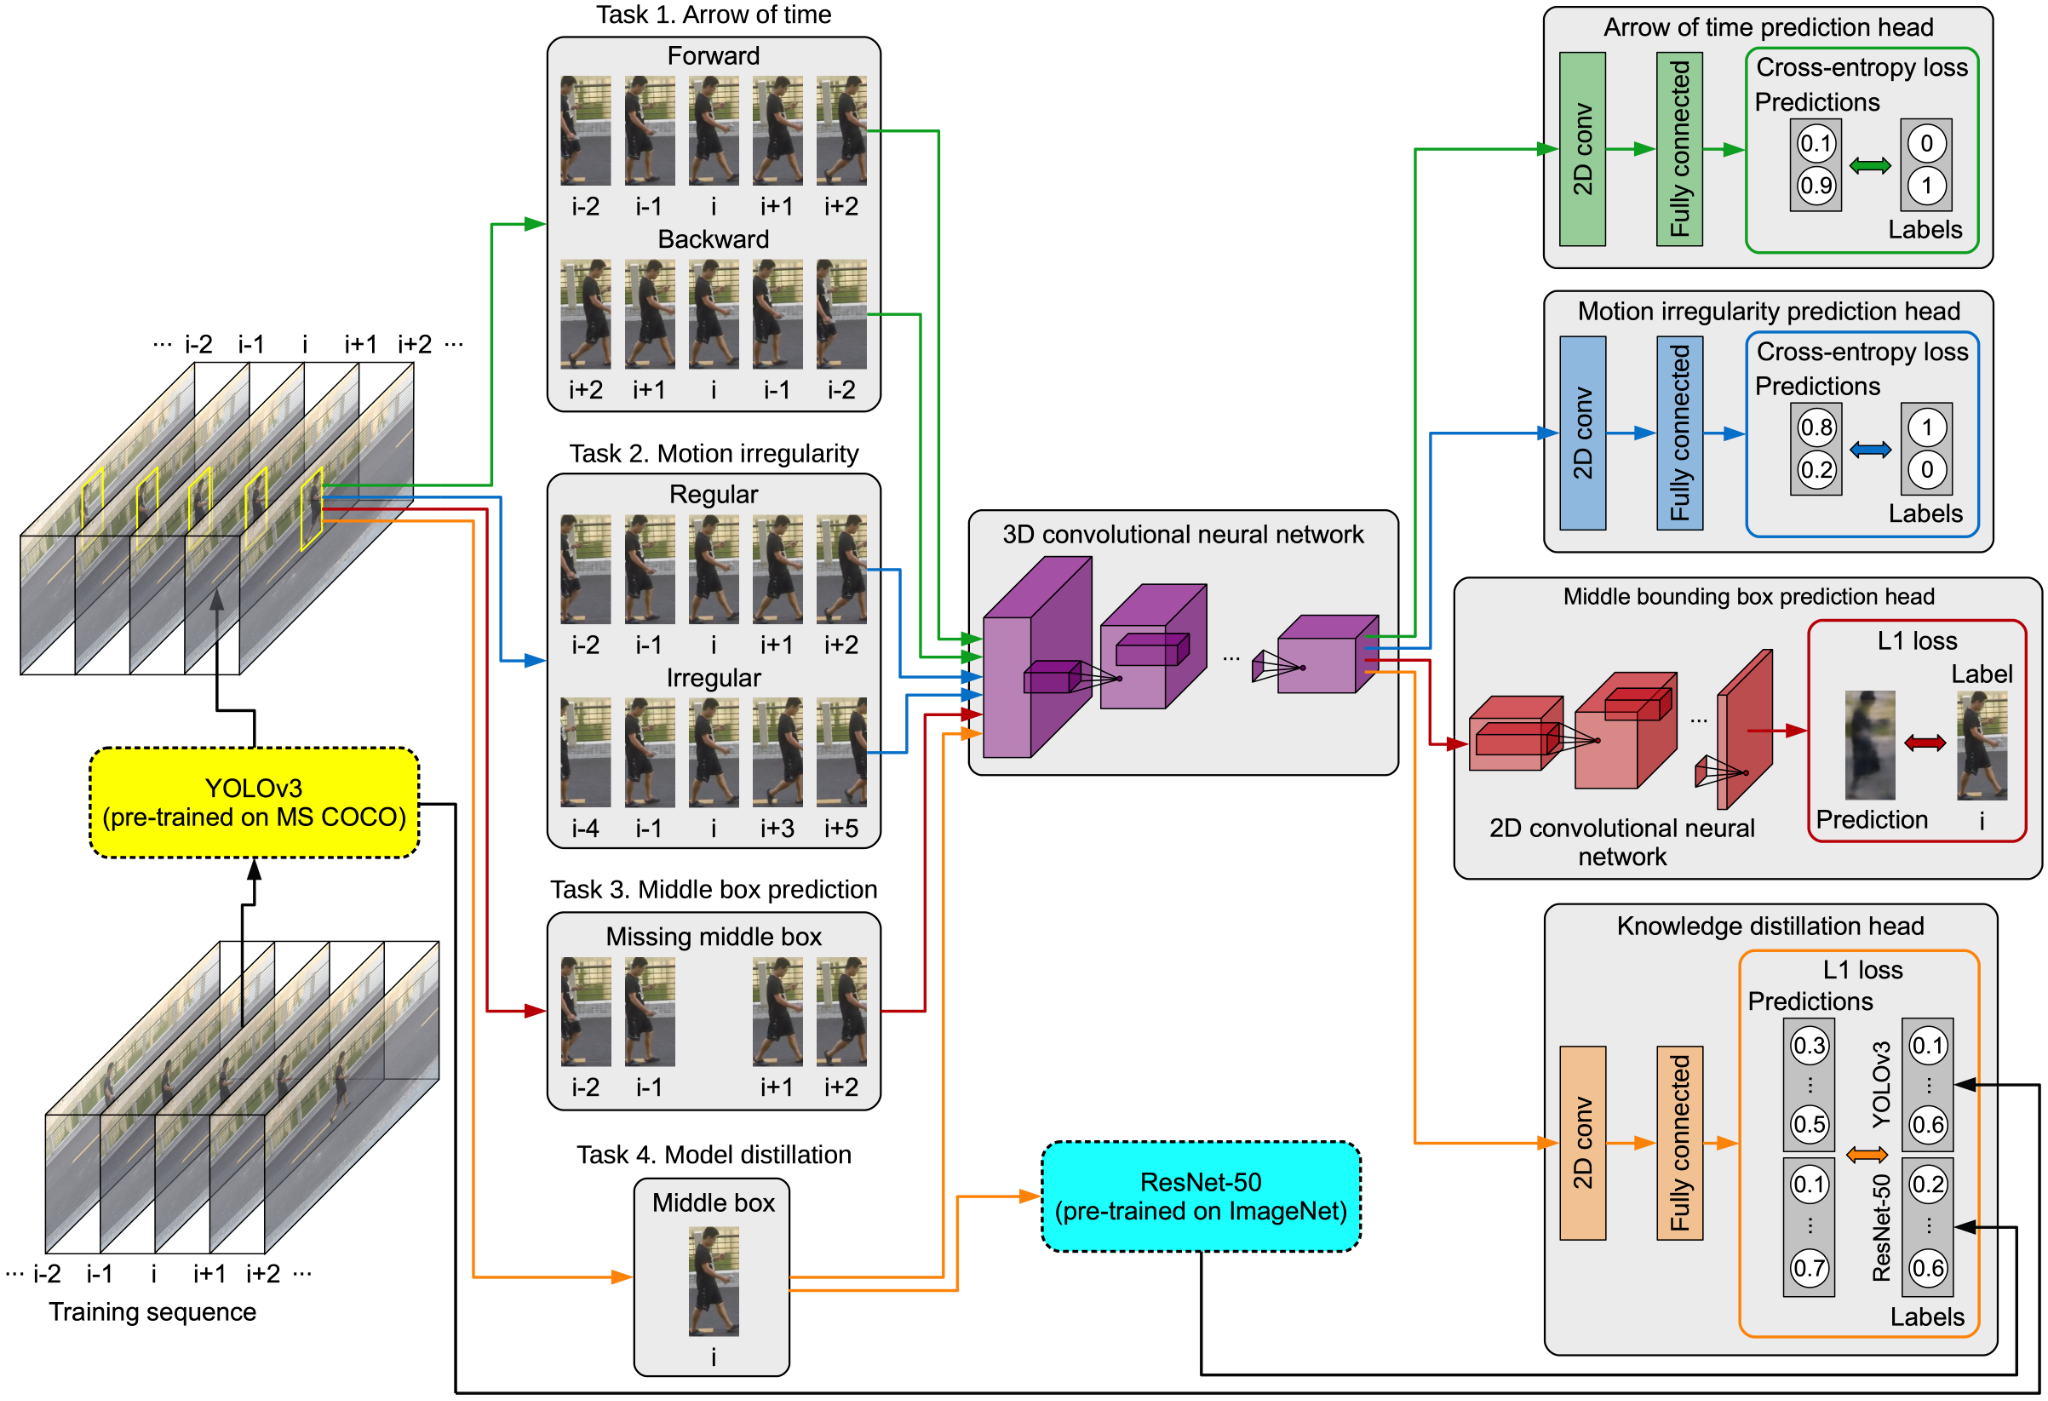 Task 1. Arrow of time
Forward
i-2 i-1 i i+1 i+2
Backward
i+2 i+1 i i-1 i-2
··· i-2 i-1 i i+1 i+2 ···
Task 2. Motion irregularity
Regular
i-2 i-1 i i+1 i+2
Irregular
i-4 i-1 i i+3 i+5
YOLOv3
(pre-trained on MS COCO)
Task 3. Middle box prediction
Missing middle box
i-2 i-1 i+1 i+2
··· i-2 i-1 i i+1 i+2 ···
Training sequence
Task 4. Model distillation
Middle box
i
3D convolutional neural network
...
ResNet-50
(pre-trained on ImageNet)
Arrow of time prediction head
2D conv
Fully connected
Cross-entropy loss
Predictions
0.1 0
0.9 1
Labels
Motion irregularity prediction head
2D conv
Fully connected
Cross-entropy loss
Predictions
0.8 1
0.2 0
Labels
Middle bounding box prediction head
...
2D convolutional neural
network
L1 loss
Label
Prediction i
Knowledge distillation head
2D conv
Fully connected
L1 loss
Predictions
0.3 YOLOv3 0.1
... ...
0.5 0.6
0.1 ResNet-50 0.2
... ...
0.7 0.6
Labels